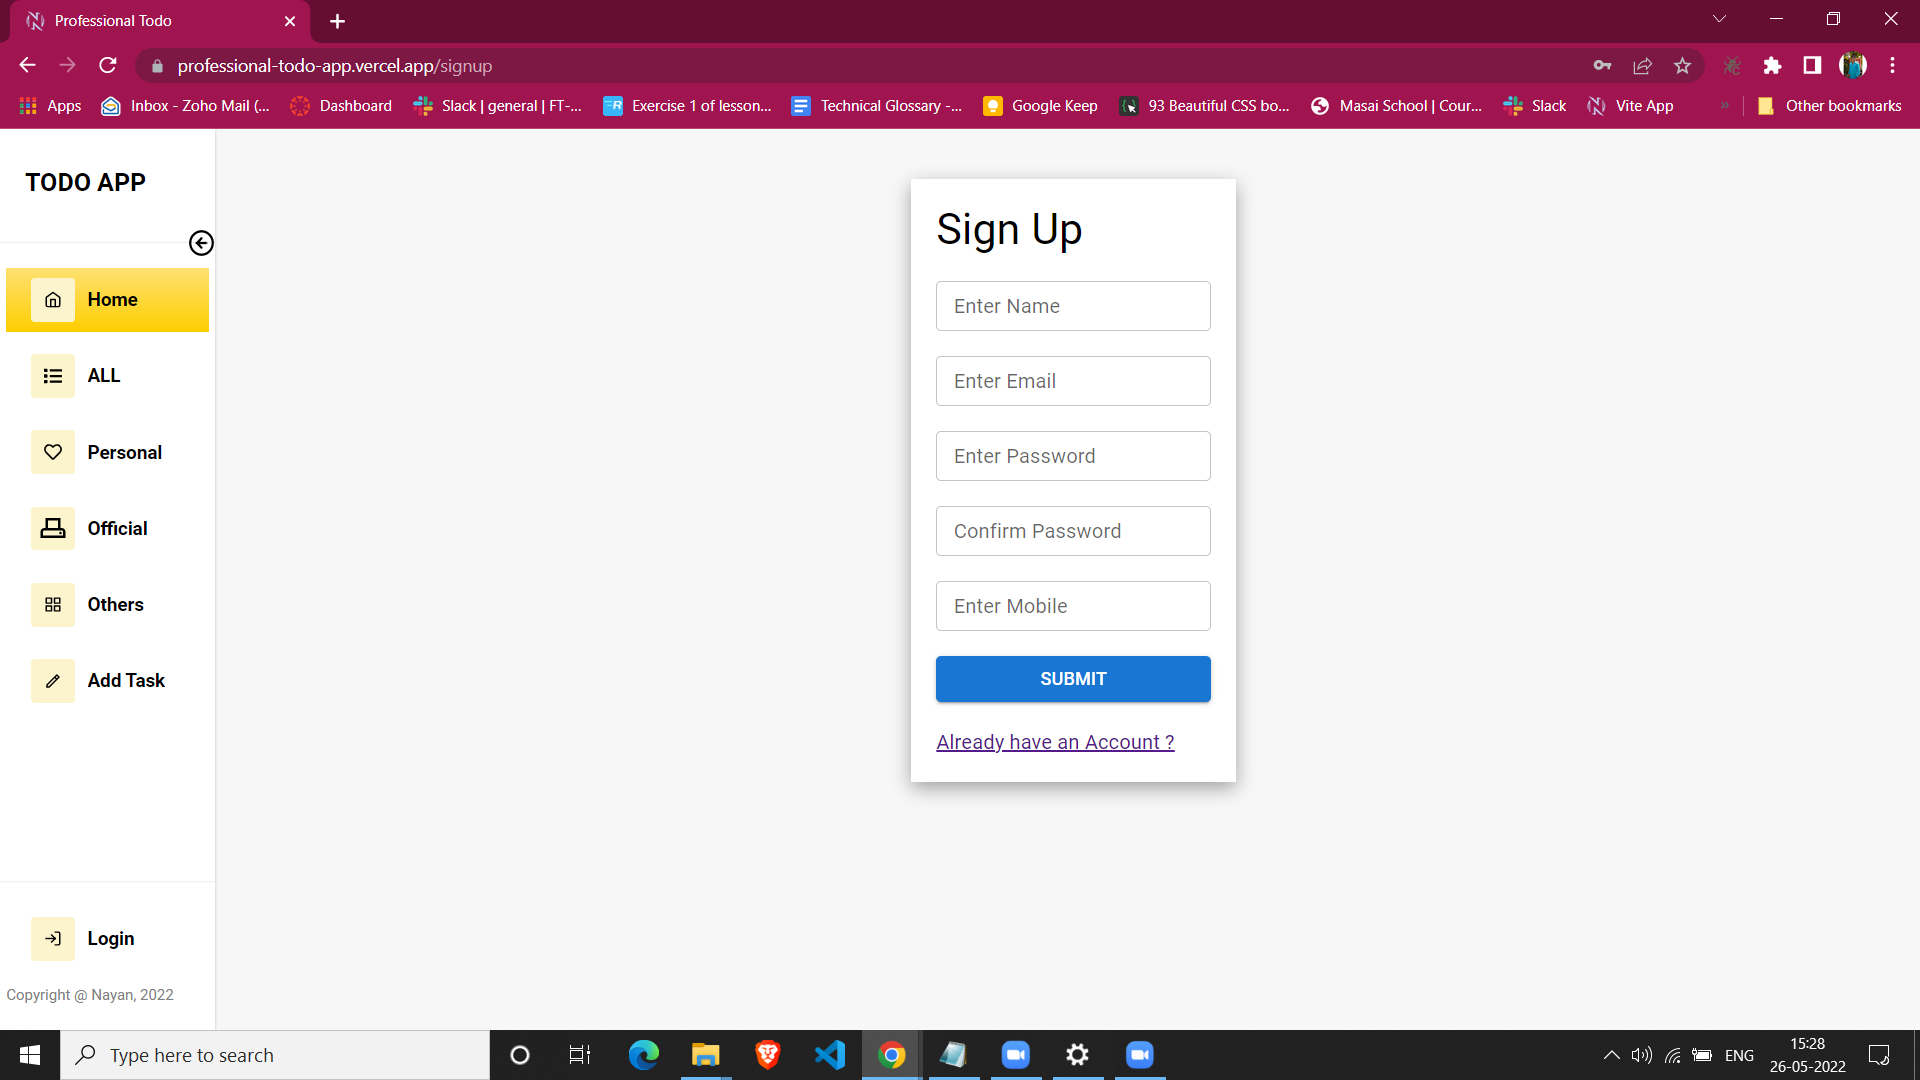 Professional Todo
professional-todo-app.vercel.app/signup
Apps
Inbox - Zoho Mail (...
Dashboard
Slack | general | FT-...
Exercise 1 of lesson...
Technical Glossary -...
Google Keep
93 Beautiful CSS bo...
Masai School | Cour...
Slack
Vite App
»
Other bookmarks
TODO APP
Home
ALL
Personal
Official
Others
Add Task
Login
Copyright @ Nayan, 2022
Sign Up
Enter Name
Enter Email
Enter Password
Confirm Password
Enter Mobile
SUBMIT
Already have an Account ?
Type here to search
ENG
15:28
26-05-2022